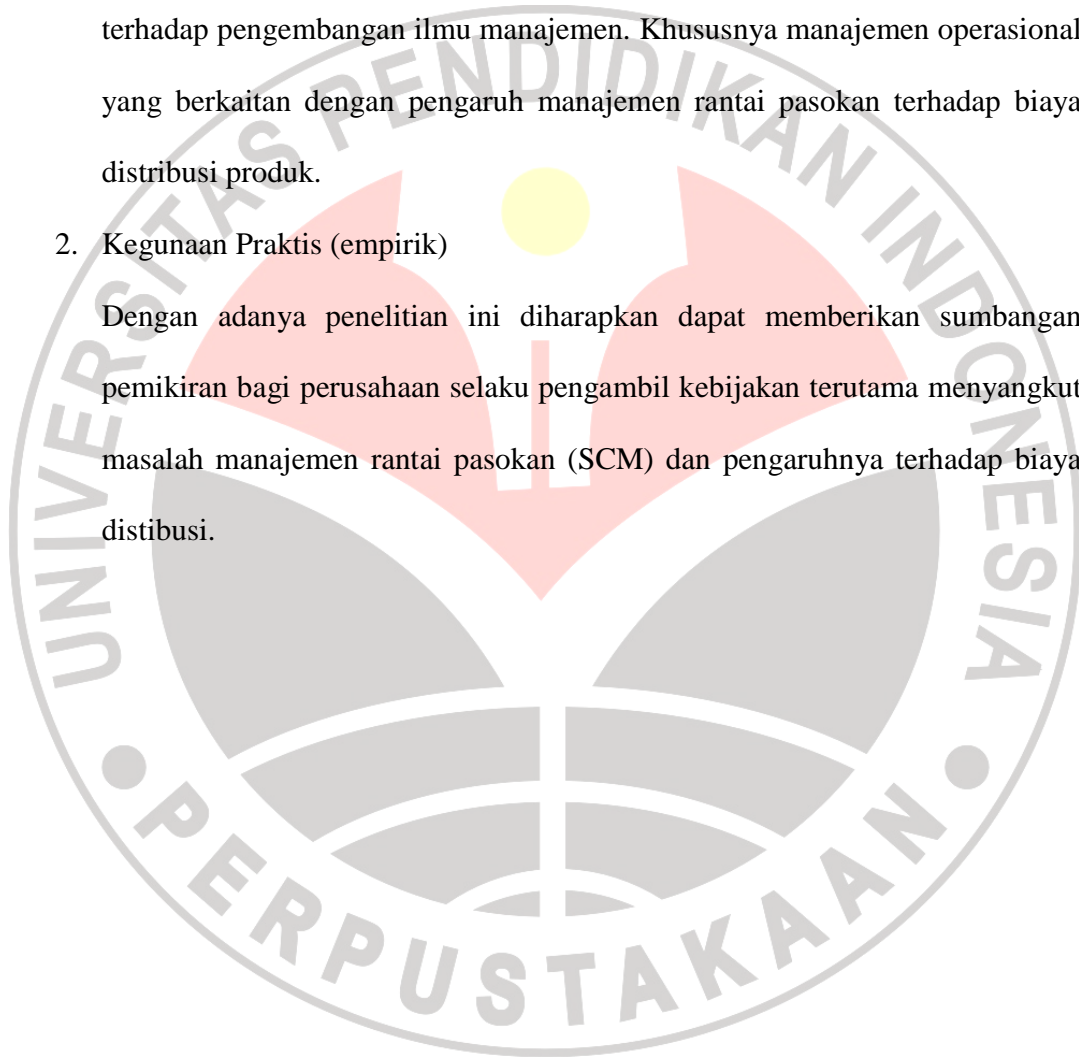 terhadap pengembangan ilmu manajemen. Khususnya manajemen operasional
yang berkaitan dengan pengaruh manajemen rantai pasokan terhadap biaya
distribusi produk.
2. Kegunaan Praktis (empirik)
Dengan adanya penelitian ini diharapkan dapat memberikan sumbangan
pemikiran bagi perusahaan selaku pengambil kebijakan terutama menyangkut
masalah manajemen rantai pasokan (SCM) dan pengaruhnya terhadap biaya
distibusi.
UNIVERSITAS PENDIDIKAN INDONESIA
PERPUSTAKAAN